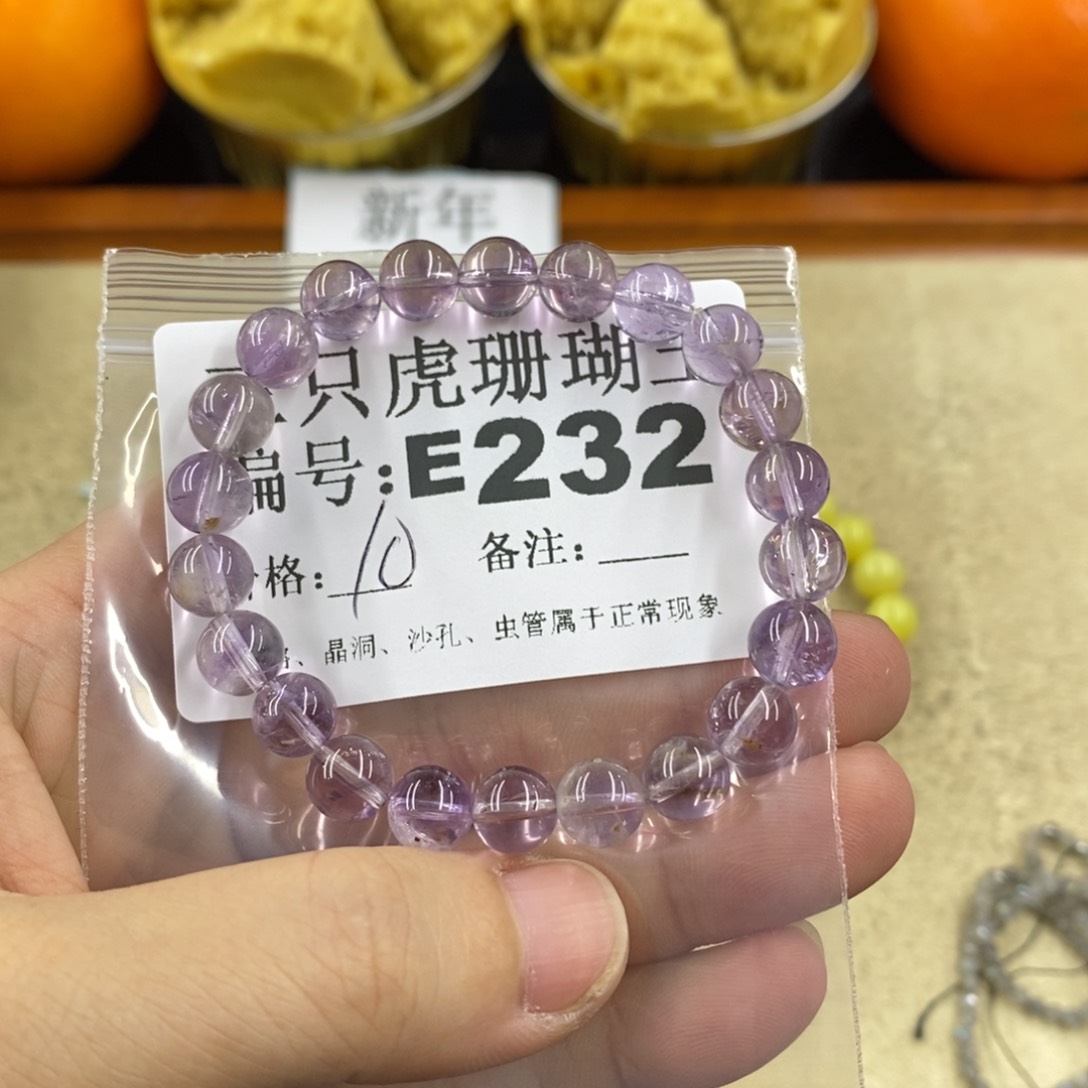 新年
只虎珊瑚
编号:E232
格: 10 备注:
、晶洞、沙孔、虫管属于正常现象